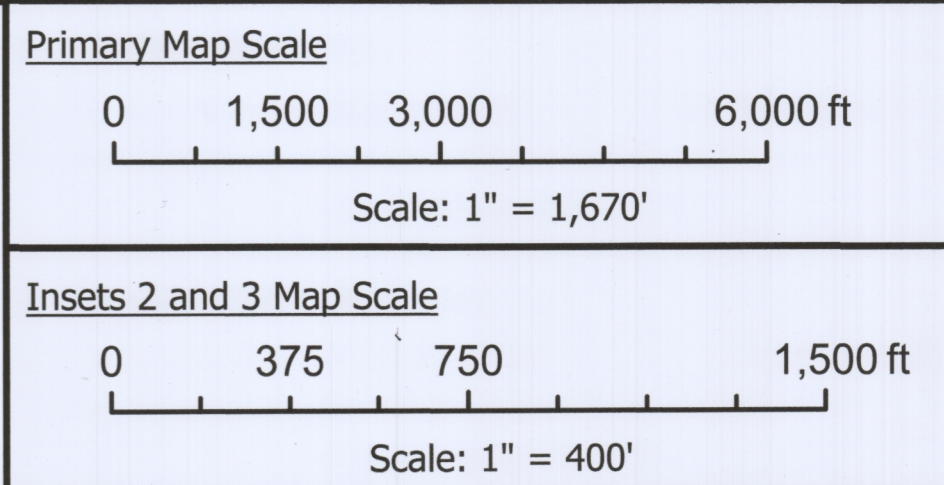 Primary Map Scale
0 1,500 3,000 6,000 ft
Scale: 1" = 1,670'
Insets 2 and 3 Map Scale
0 375 750 1,500 ft
Scale: 1" = 400'